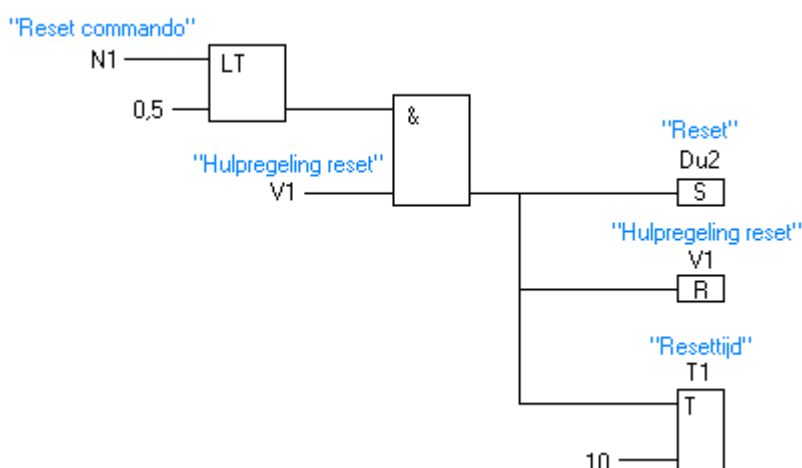 "Reset commando"
N1
LT
0,5
&
"Hulpregeling reset"
V1
"Reset"
Du2
S
"Hulpregeling reset"
V1
R
"Resettijd"
T1
T
10